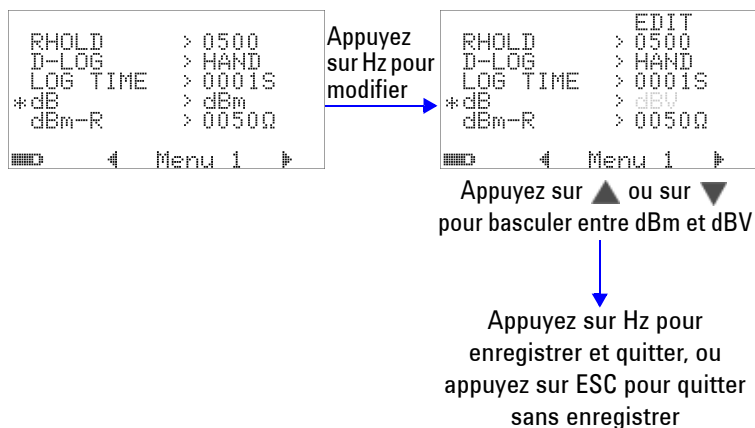 RHOLD > 0500
D-LOG > HAND
LOG TIME > 0001S
*dB > dBm
dBm-R > 0050Ω
Menu 1
Appuyez
sur Hz pour
modifier
EDIT
RHOLD > 0500
D-LOG > HAND
LOG TIME > 0001S
*dB > dBV
dBm-R > 0050Ω
Menu 1
Appuyez sur ▲ ou sur ▼
pour basculer entre dBm et dBV
Appuyez sur Hz pour
enregistrer et quitter, ou
appuyez sur ESC pour quitter
sans enregistrer